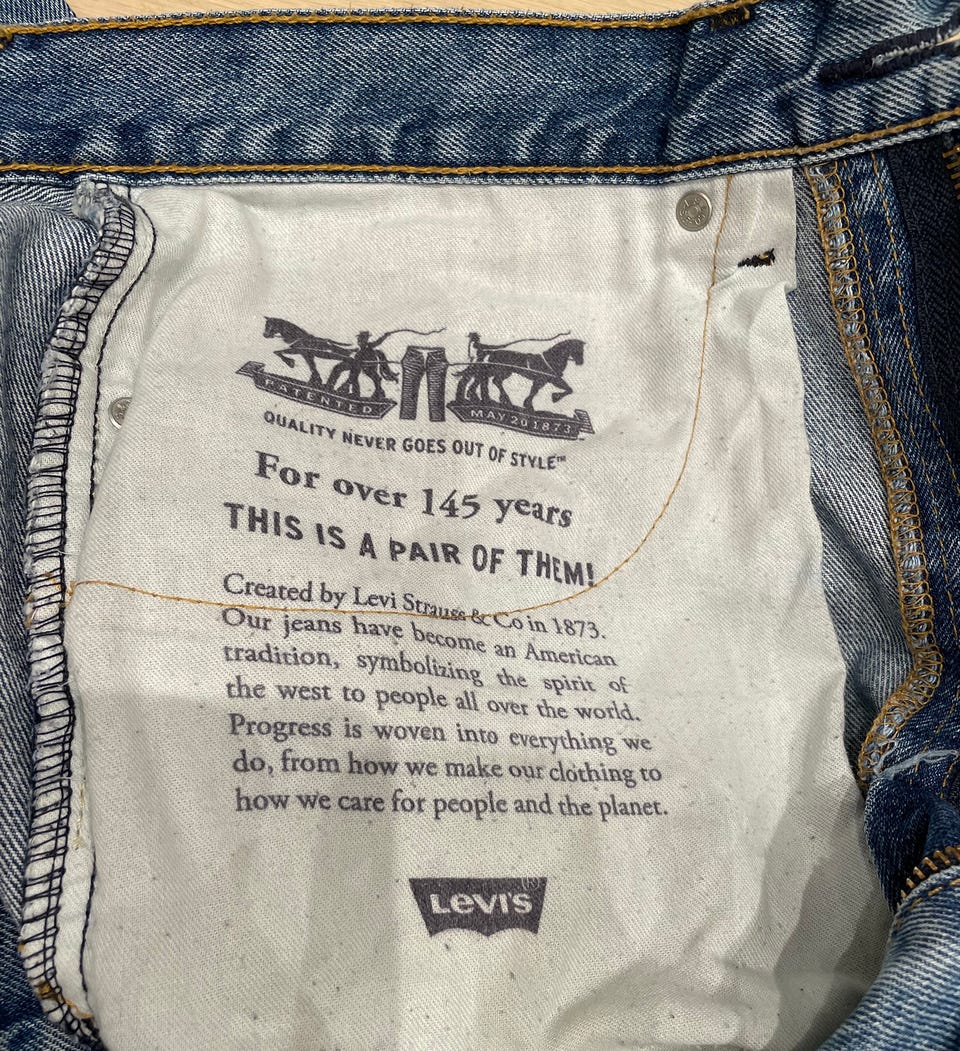 PATENTED
MAY 20 1873
QUALITY NEVER GOES OUT OF STYLE™
For over 145 years
THIS IS A PAIR OF THEM!
Created by Levi Strauss & Co in 1873.
Our jeans have become an American
tradition, symbolizing the spirit of
the west to people all over the world.
Progress is woven into everything we
do, from how we make our clothing to
how we care for people and the planet.
LEVI'S